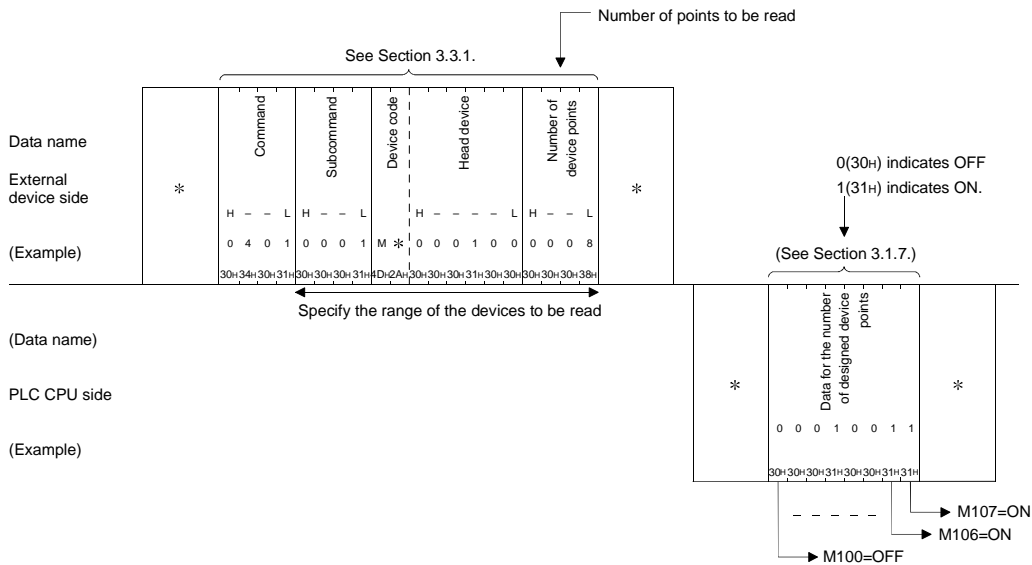 Number of points to be read
See Section 3.3.1.
Data name
External
device side
(Example)
*
Command
Subcommand
Device code
Head device
Number of
device points
*
H – – L H – – L H – – L H – – L
0 4 0 1 0 0 0 1 M * 0 0 0 1 0 0 0 0 0 8
30H 34H 30H 31H 30H 30H 30H 31H 4DH 2AH 30H 30H 30H 31H 30H 30H 30H 30H 30H 38H
Specify the range of the devices to be read
0(30H) indicates OFF
1(31H) indicates ON.
(See Section 3.1.7.)
(Data name)
PLC CPU side
(Example)
*
Data for the number
of designed device
points
*
0 0 0 1 0 0 1 1
30H 30H 30H 31H 30H 30H 31H 31H
– – – – –
M107=ON
M106=ON
M100=OFF